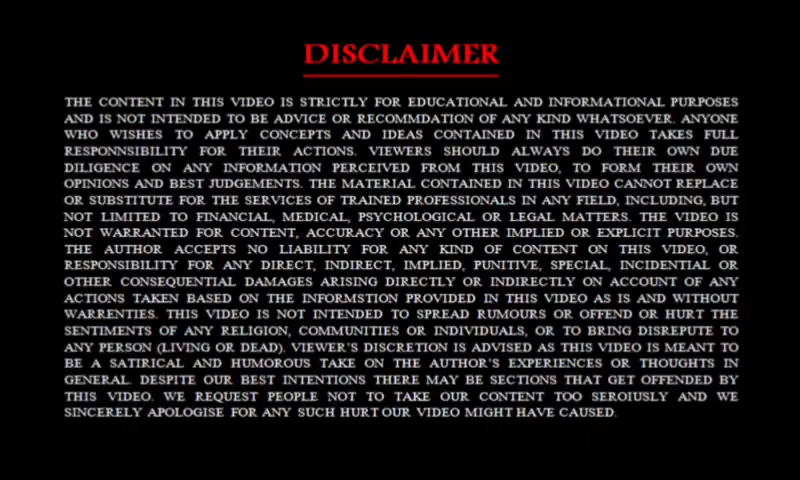 DISCLAIMER
THE CONTENT IN THIS VIDEO IS STRICTLY FOR EDUCATIONAL AND INFORMATIONAL PURPOSES
AND IS NOT INTENDED TO BE ADVICE OR RECOMMDATION OF ANY KIND WHATSOEVER. ANYONE
WHO WISHES TO APPLY CONCEPTS AND IDEAS CONTAINED IN THIS VIDEO TAKES FULL
RESPONNSIBILITY FOR THEIR ACTIONS. VIEWERS SHOULD ALWAYS DO THEIR OWN DUE
DILIGENCE ON ANY INFORMATION PERCEIVED FROM THIS VIDEO, TO FORM THEIR OWN
OPINIONS AND BEST JUDGEMENTS. THE MATERIAL CONTAINED IN THIS VIDEO CANNOT REPLACE
OR SUBSTITUTE FOR THE SERVICES OF TRAINED PROFESSIONALS IN ANY FIELD, INCLUDING, BUT
NOT LIMITED TO FINANCIAL, MEDICAL, PSYCHOLOGICAL OR LEGAL MATTERS. THE VIDEO IS
NOT WARRANTED FOR CONTENT, ACCURACY OR ANY OTHER IMPLIED OR EXPLICIT PURPOSES.
THE AUTHOR ACCEPTS NO LIABILITY FOR ANY KIND OF CONTENT ON THIS VIDEO, OR
RESPONSIBILITY FOR ANY DIRECT, INDIRECT, IMPLIED, PUNITIVE, SPECIAL, INCIDENTAL OR
OTHER CONSEQUENTIAL DAMAGES ARISING DIRECTLY OR INDIRECTLY ON ACCOUNT OF ANY
ACTIONS TAKEN BASED ON THE INFORMSTION PROVIDED IN THIS VIDEO AS IS AND WITHOUT
WARRENTIES. THIS VIDEO IS NOT INTENDED TO SPREAD RUMOURS OR OFFEND OR HURT THE
SENTIMENTS OF ANY RELIGION, COMMUNITIES OR INDIVIDUALS, OR TO BRING DISREPUTE TO
ANY PERSON (LIVING OR DEAD). VIEWER'S DISCRETION IS ADVISED AS THIS VIDEO IS MEANT TO
BE A SATIRICAL AND HUMOROUS TAKE ON THE AUTHOR'S EXPERIENCES OR THOUGHTS IN
GENERAL. DESPITE OUR BEST INTENTIONS THERE MAY BE SECTIONS THAT GET OFFENDED BY
THIS VIDEO. WE REQUEST PEOPLE NOT TO TAKE OUR CONTENT TOO SEROIUSLY AND WE
SINCERELY APOLOGISE FOR ANY SUCH HURT OUR VIDEO MIGHT HAVE CAUSED.